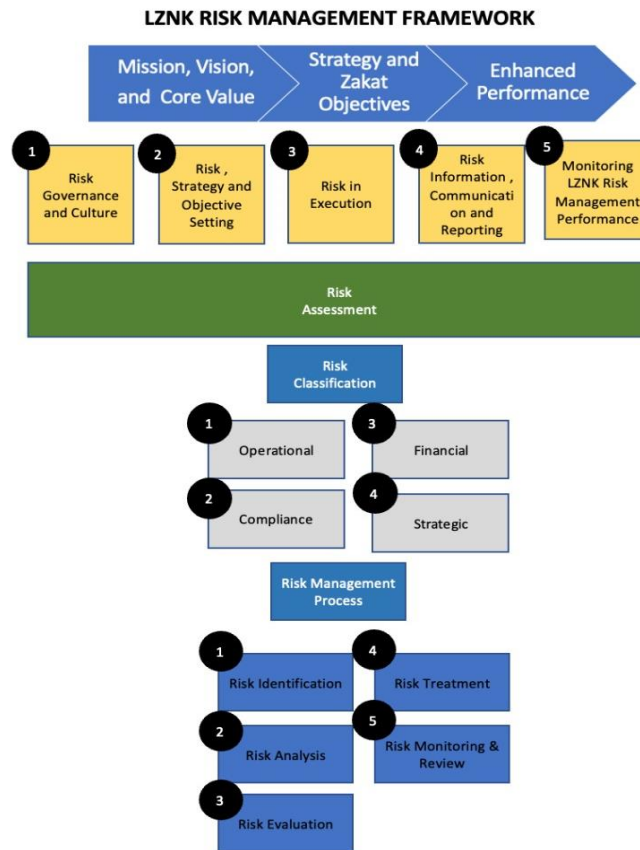 LZNK RISK MANAGEMENT FRAMEWORK
Mission, Vision,
and Core Value
Strategy and
Zakat
Objectives
Enhanced
Performance
1
Risk
Governance
and Culture
2
Risk ,
Strategy and
Objective
Setting
3
Risk in
Execution
4
Risk
Information ,
Communicati
on and
Reporting
5
Monitoring
LZNK Risk
Management
Performance
Risk
Assessment
Risk
Classification
1
Operational
3
Financial
2
Compliance
4
Strategic
Risk Management
Process
1
Risk Identification
4
Risk Treatment
2
Risk Analysis
5
Risk Monitoring &
Review
3
Risk Evaluation